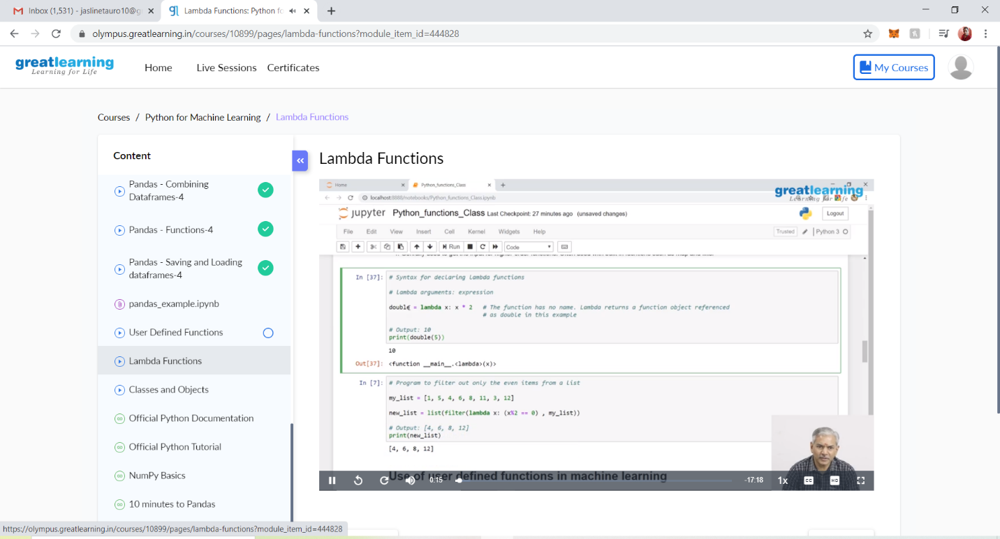 Inbox (1,531) - jaslinetauro10@g
Lambda Functions: Python fo
olympus.greatlearning.in/courses/10899/pages/lambda-functions?module_item_id=444828
greatlearning
Learning for Life
Home
Live Sessions
Certificates
My Courses
Courses / Python for Machine Learning / Lambda Functions
Content
Pandas - Combining
Dataframes-4
Pandas - Functions-4
Pandas - Saving and Loading
dataframes-4
pandas_example.ipynb
User Defined Functions
Lambda Functions
Classes and Objects
Official Python Documentation
Official Python Tutorial
NumPy Basics
10 minutes to Pandas
Lambda Functions
Home
Python_functions_Class
localhost:8888/notebooks/Python_functions_Class.ipynb
greatlearning
Learning for Life
jupyter Python_functions_Class Last Checkpoint: 27 minutes ago (unsaved changes)
Logout
File Edit View Insert Cell Kernel Widgets Help
Trusted
Python 3
Run
Code
In [37]: # Syntax for declaring lambda functions
# Lambda arguments: expression
double = lambda x: x * 2 # The function has no name. Lambda returns a function object referenced
# as double in this example
# Output: 10
print(double(5))
10
Out[37]: <function __main__.<lambda>(x)>
In [7]: # Program to filter out only the even items from a list
my_list = [1, 5, 4, 6, 8, 11, 3, 12]
new_list = list(filter(lambda x: (x%2 == 0) , my_list))
# Output: [4, 6, 8, 12]
print(new_list)
[4, 6, 8, 12]
Use of user defined functions in machine learning
0:15
-17:18
1x
CC
HD
https://olympus.greatlearning.in/courses/10899/pages/lambda-functions?module_item_id=444828